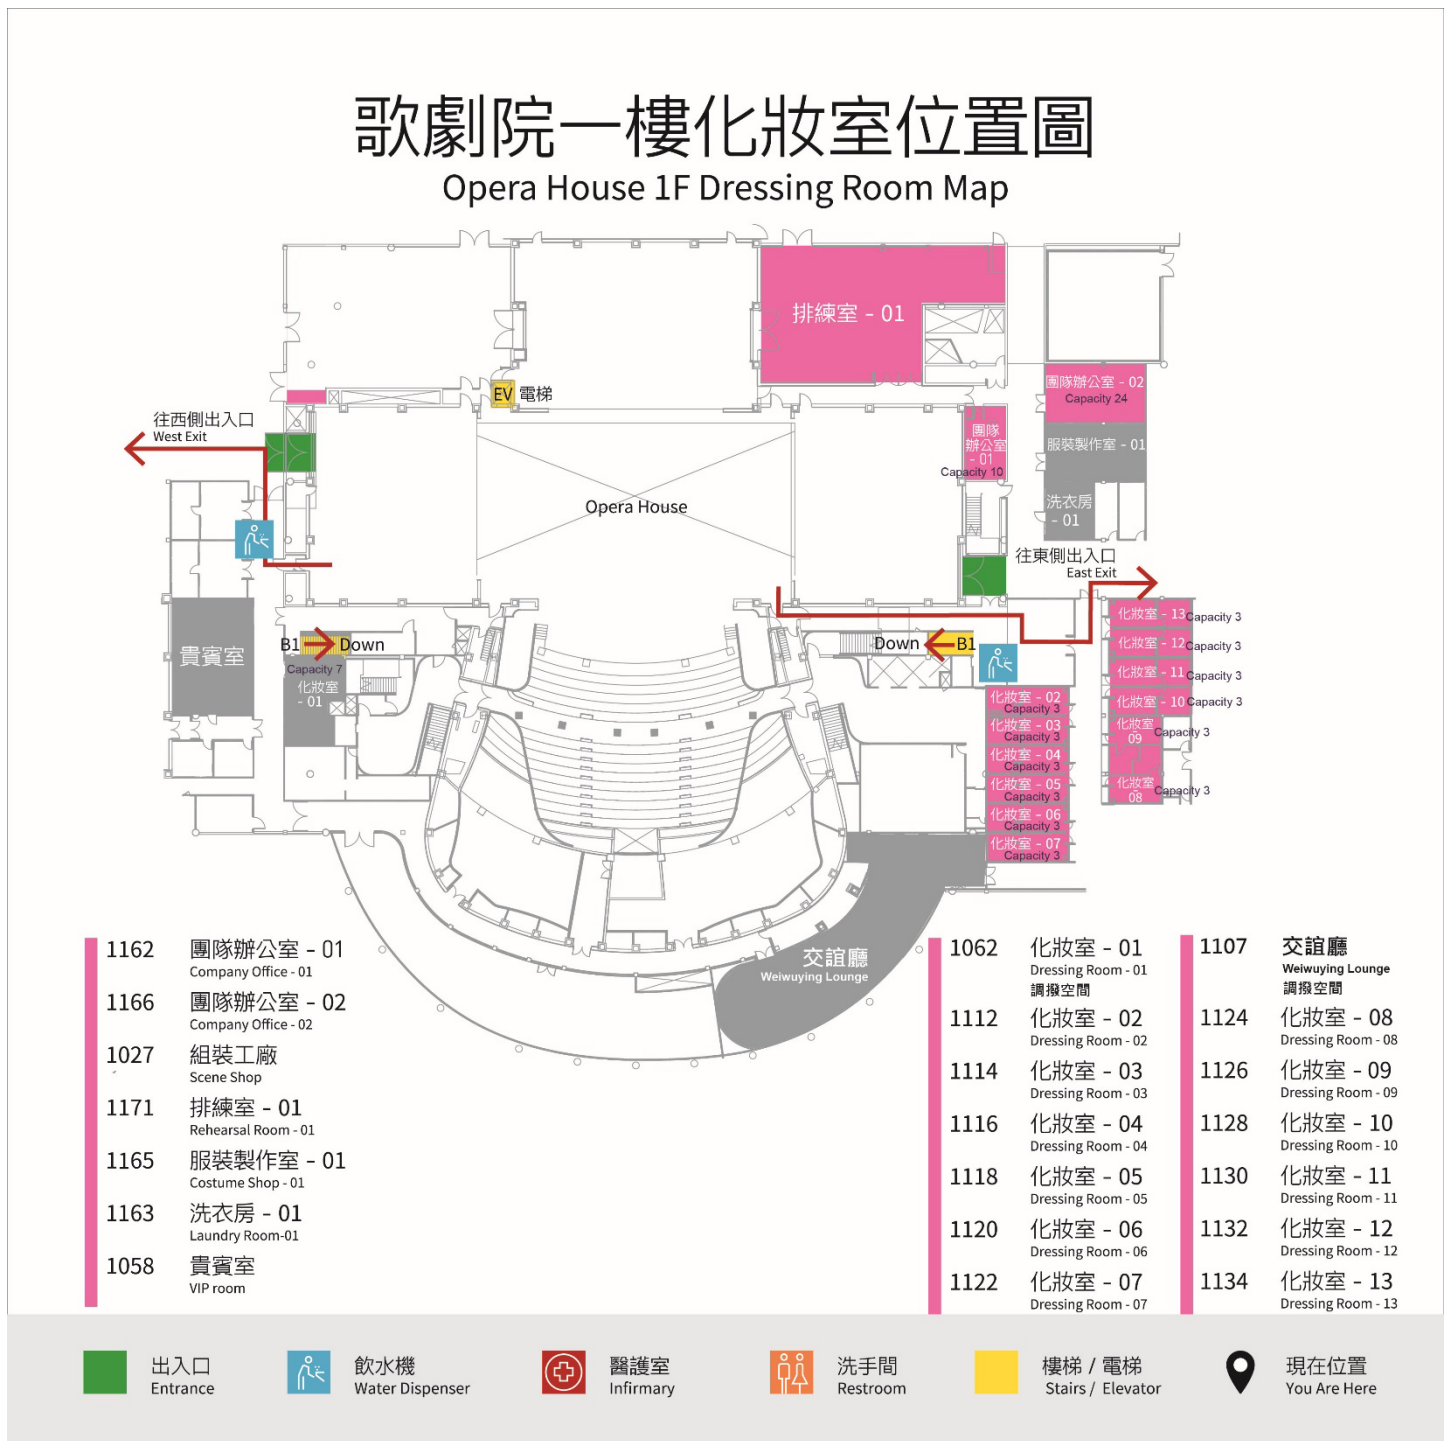 歌劇院一樓化妝室位置圖
Opera House 1F Dressing Room Map
排練室 - 01
團隊辦公室 - 02
Capacity 24
EV 電梯
往西側出入口
West Exit
團隊
辦公室
- 01
Capacity 10
服裝製作室 - 01
洗衣房
- 01
Opera House
往東側出入口
East Exit
化妝室 - 13 Capacity 3
化妝室 - 12 Capacity 3
化妝室 - 11 Capacity 3
化妝室 - 10 Capacity 3
化妝室
09
Capacity 3
化妝室
08
Capacity 3
B1 Down
Down B1
貴賓室
Capacity 7
化妝室
- 01
化妝室 - 02
Capacity 3
化妝室 - 03
Capacity 3
化妝室 - 04
Capacity 3
化妝室 - 05
Capacity 3
化妝室 - 06
Capacity 3
化妝室 - 07
Capacity 3
交誼廳
Weiwuying Lounge
1162 團隊辦公室 - 01
Company Office - 01
1166 團隊辦公室 - 02
Company Office - 02
1027 組裝工廠
Scene Shop
1171 排練室 - 01
Rehearsal Room - 01
1165 服裝製作室 - 01
Costume Shop - 01
1163 洗衣房 - 01
Laundry Room-01
1058 貴賓室
VIP room
1062 化妝室 - 01
Dressing Room - 01
調撥空間
1112 化妝室 - 02
Dressing Room - 02
1114 化妝室 - 03
Dressing Room - 03
1116 化妝室 - 04
Dressing Room - 04
1118 化妝室 - 05
Dressing Room - 05
1120 化妝室 - 06
Dressing Room - 06
1122 化妝室 - 07
Dressing Room - 07
1107 交誼廳
Weiwuying Lounge
調撥空間
1124 化妝室 - 08
Dressing Room - 08
1126 化妝室 - 09
Dressing Room - 09
1128 化妝室 - 10
Dressing Room - 10
1130 化妝室 - 11
Dressing Room - 11
1132 化妝室 - 12
Dressing Room - 12
1134 化妝室 - 13
Dressing Room - 13
出入口
Entrance
飲水機
Water Dispenser
醫護室
Infirmary
洗手間
Restroom
樓梯 / 電梯
Stairs / Elevator
現在位置
You Are Here